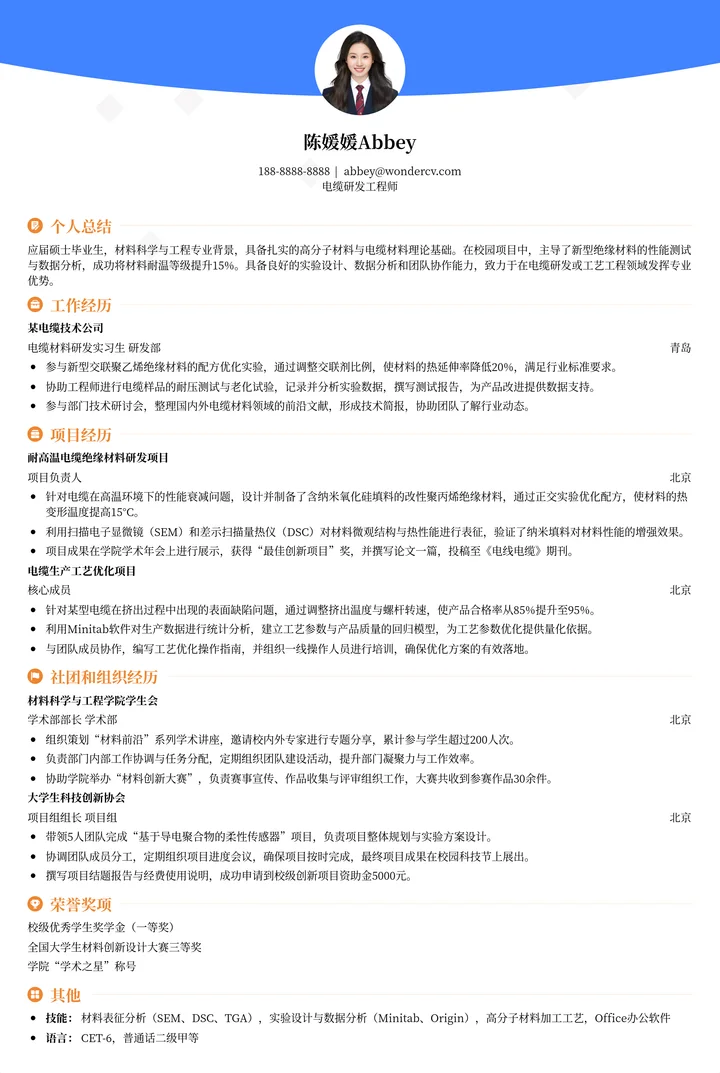 陈媛媛Abbey
188-8888-8888 | abbey@wondercv.com
电缆研发工程师
个人总结
应届硕士毕业生，材料科学与工程专业背景，具备扎实的高分子材料与电缆材料理论基础。在校园项目中，主导了新型绝缘材料的性能测试
与数据分析，成功将材料耐温等级提升15%。具备良好的实验设计、数据分析和团队协作能力，致力于在电缆研发或工艺工程领域发挥专业
优势。
工作经历
某电缆技术公司
电缆材料研发实习生 研发部 青岛
• 参与新型交联聚乙烯绝缘材料的配方优化实验，通过调整交联剂比例，使材料的热延伸率降低20%，满足行业标准要求。
• 协助工程师进行电缆样品的耐压测试与老化试验，记录并分析实验数据，撰写测试报告，为产品改进提供数据支持。
• 参与部门技术研讨会，整理国内外电缆材料领域的前沿文献，形成技术简报，协助团队了解行业动态。
项目经历
耐高温电缆绝缘材料研发项目
项目负责人 北京
• 针对电缆在高温环境下的性能衰减问题，设计并制备了含纳米氧化硅填料的改性聚丙烯绝缘材料，通过正交实验优化配方，使材料的热
变形温度提高15°C。
• 利用扫描电子显微镜（SEM）和差示扫描量热仪（DSC）对材料微观结构与热性能进行表征，验证了纳米填料对材料性能的增强效果。
• 项目成果在学院学术年会上进行展示，获得“最佳创新项目”奖，并撰写论文一篇，投稿至《电线电缆》期刊。
电缆生产工艺优化项目
核心成员 北京
• 针对某型电缆在挤出过程中出现的表面缺陷问题，通过调整挤出温度与螺杆转速，使产品合格率从85%提升至95%。
• 利用Minitab软件对生产数据进行统计分析，建立工艺参数与产品质量的回归模型，为工艺参数优化提供量化依据。
• 与团队成员协作，编写工艺优化操作指南，并组织一线操作人员进行培训，确保优化方案的有效落地。
社团和组织经历
材料科学与工程学院学生会
学术部部长 学术部 北京
• 组织策划“材料前沿”系列学术讲座，邀请校内外专家进行专题分享，累计参与学生超过200人次。
• 负责部门内部工作协调与任务分配，定期组织团队建设活动，提升部门凝聚力与工作效率。
• 协助学院举办“材料创新大赛”，负责赛事宣传、作品收集与评审组织工作，大赛共收到参赛作品30余件。
大学生科技创新协会
项目组组长 项目组 北京
• 带领5人团队完成“基于导电聚合物的柔性传感器”项目，负责项目整体规划与实验方案设计。
• 协调团队成员分工，定期组织项目进度会议，确保项目按时完成，最终项目成果在校园科技节上展出。
• 撰写项目结题报告与经费使用说明，成功申请到校级创新项目资助金5000元。
荣誉奖项
校级优秀学生奖学金（一等奖）
全国大学生材料创新设计大赛三等奖
学院“学术之星”称号
其他
• 技能： 材料表征分析（SEM、DSC、TGA），实验设计与数据分析（Minitab、Origin），高分子材料加工工艺，Office办公软件
• 语言： CET-6，普通话二级甲等